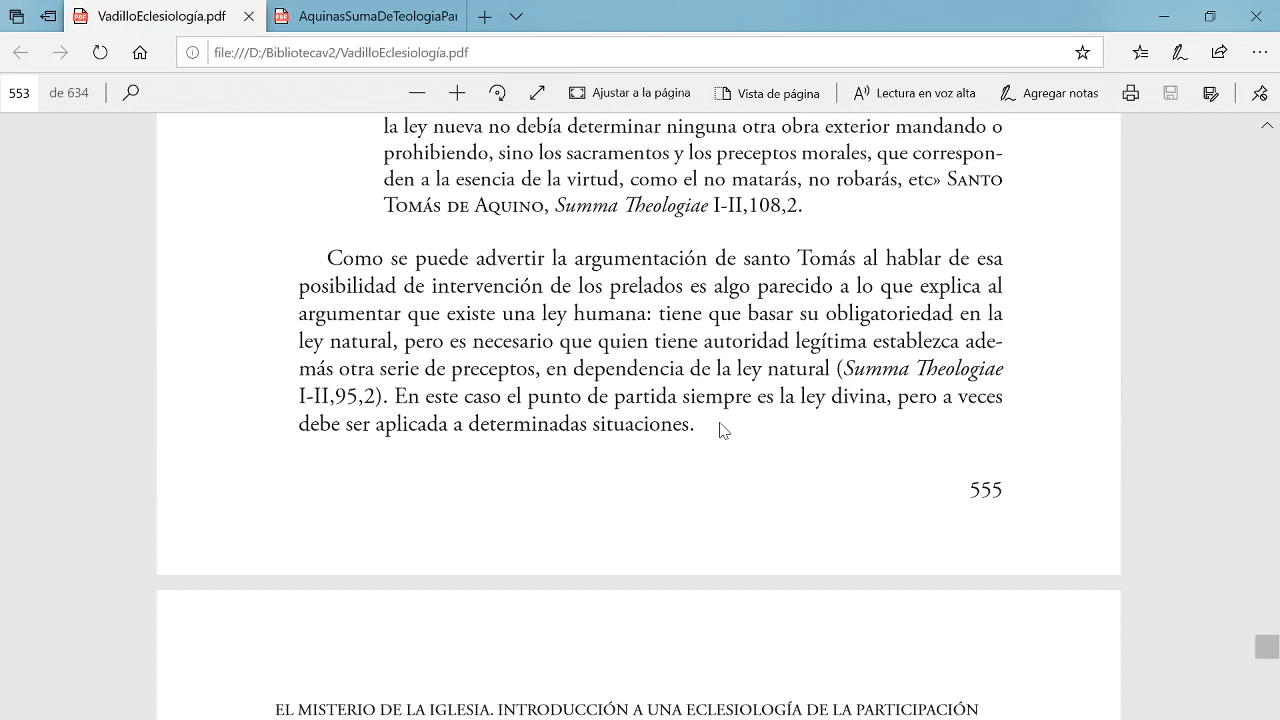 VadilloEclesiología.pdf
AquinasSumaDeTeologíaPar
file:///D:/Bibliotecav2/VadilloEclesiología.pdf
553 de 634
Ajustar a la página
Vista de página
Lectura en voz alta
Agregar notas
la ley nueva no debía determinar ninguna otra obra exterior mandando o
prohibiendo, sino los sacramentos y los preceptos morales, que correspon-
den a la esencia de la virtud, como el no matarás, no robarás, etc» SANTO
TOMÁS DE AQUINO, Summa Theologiae I-II,108,2.
Como se puede advertir la argumentación de santo Tomás al hablar de esa
posibilidad de intervención de los prelados es algo parecido a lo que explica al
argumentar que existe una ley humana: tiene que basar su obligatoriedad en la
ley natural, pero es necesario que quien tiene autoridad legítima establezca ade-
más otra serie de preceptos, en dependencia de la ley natural (Summa Theologiae
I-II,95,2). En este caso el punto de partida siempre es la ley divina, pero a veces
debe ser aplicada a determinadas situaciones.
555
EL MISTERIO DE LA IGLESIA. INTRODUCCIÓN A UNA ECLESIOLOGÍA DE LA PARTICIPACIÓN